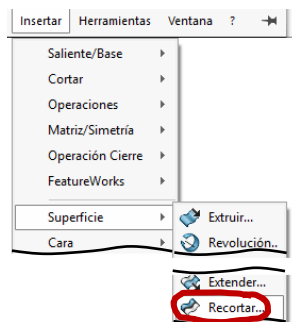 Insertar Herramientas Ventana ?
Saliente/Base
Cortar
Operaciones
Matriz/Simetría
Operación Cierre
FeatureWorks
Superficie
Cara
Extruir...
Revolución..
Extender...
Recortar...